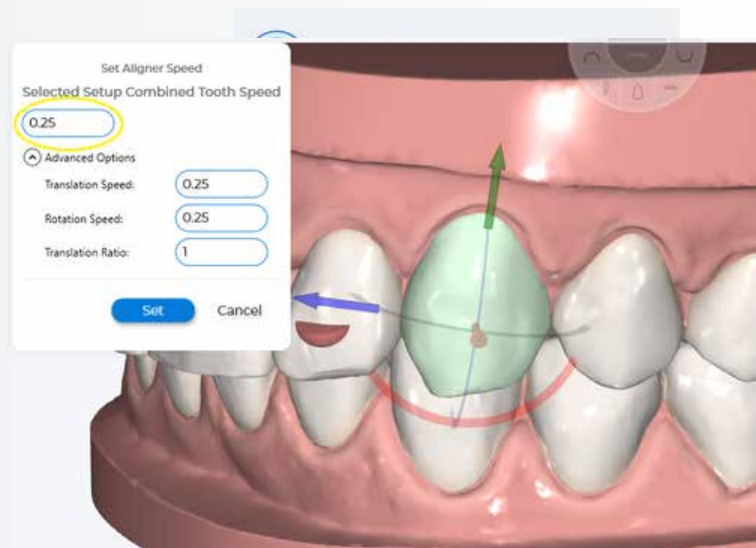 Set Aligner Speed
Selected Setup Combined Tooth Speed
0.25
Advanced Options
Translation Speed: 0.25
Rotation Speed: 0.25
Translation Ratio: 1
Set Cancel